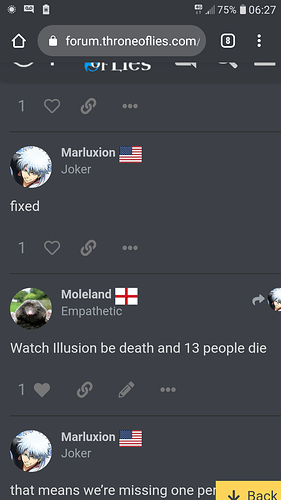 75% 06:27
forum.throneoflies.com/ 8
OF LIES
1
Marluxion
Joker
fixed
1
Moleland
Empathetic
Watch Illusion be death and 13 people die
1
Marluxion
Joker
that means we're missing one per
Back